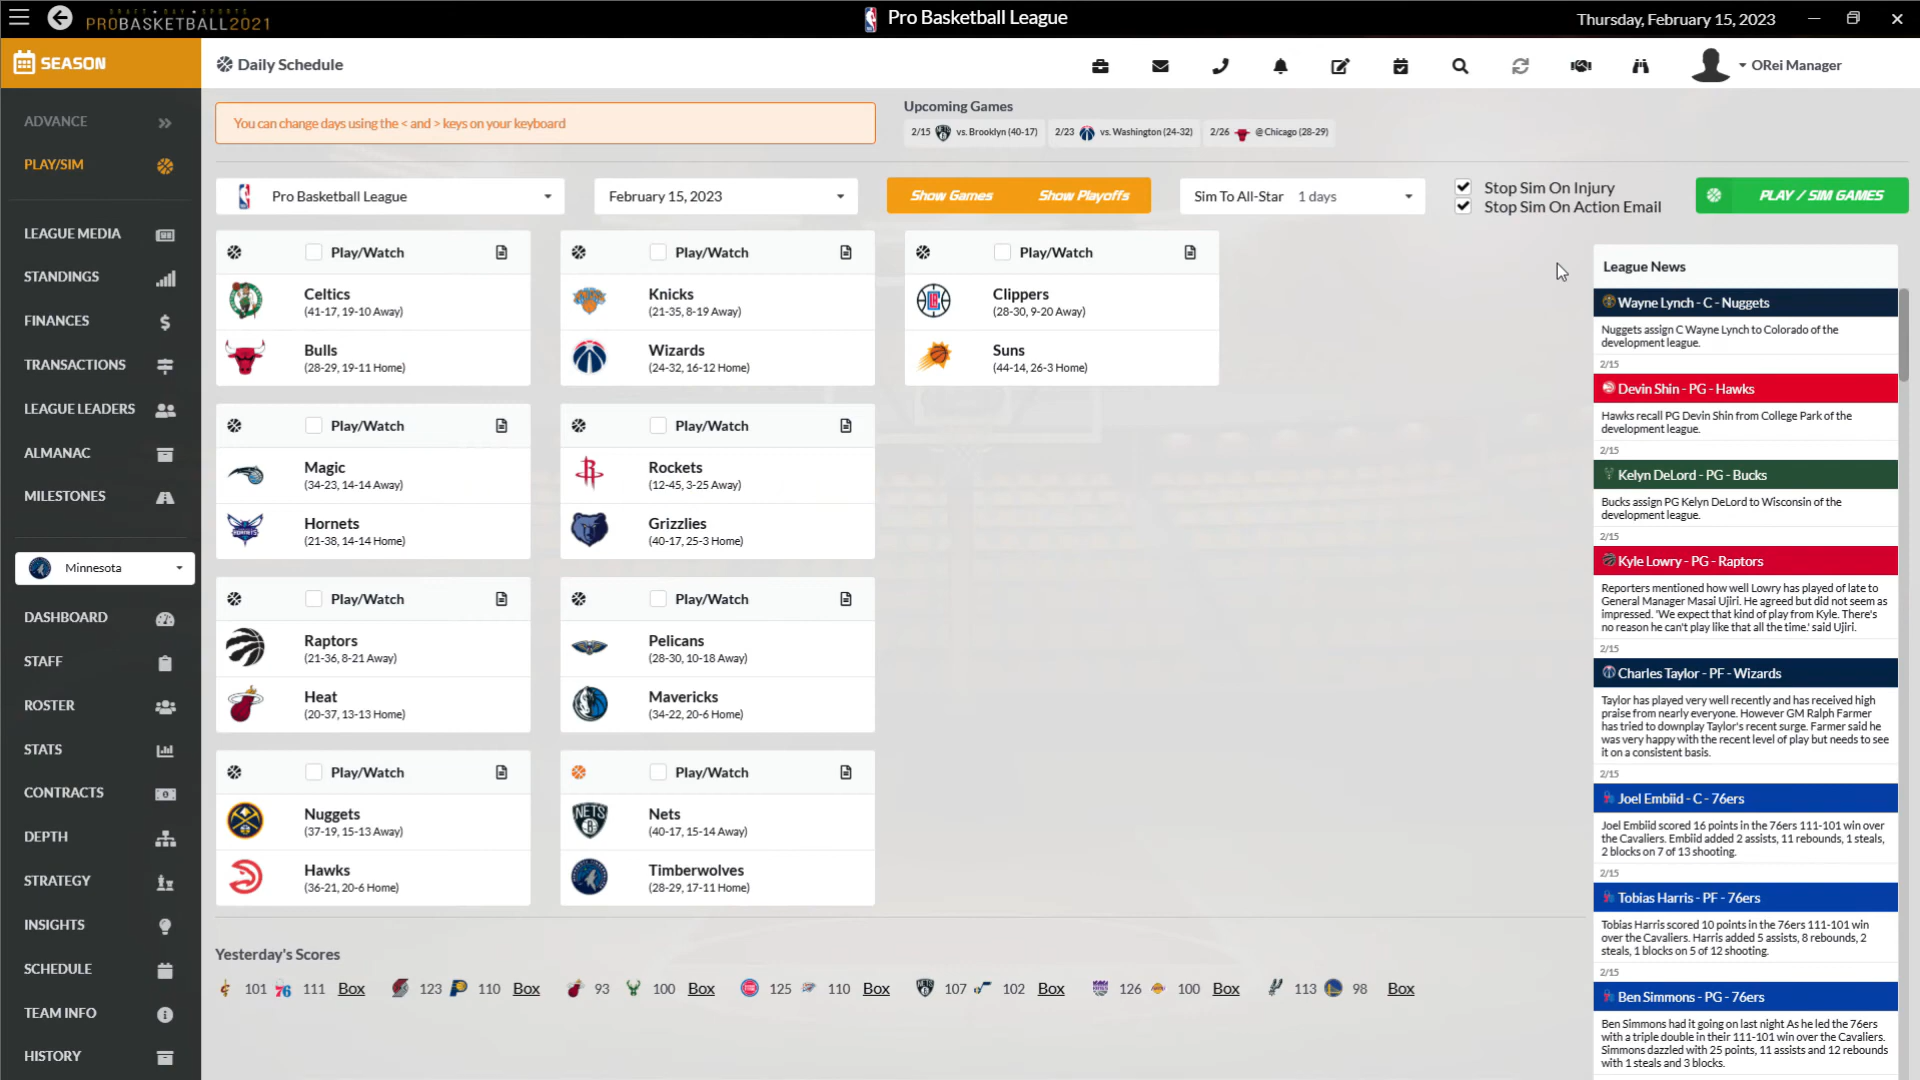 DRAFT • DAY • SPORTS
PROBASKETBALL2021
Pro Basketball League
Thursday, February 15, 2023
SEASON
Daily Schedule
ORei Manager
ADVANCE
PLAY/SIM
LEAGUE MEDIA
STANDINGS
FINANCES
TRANSACTIONS
LEAGUE LEADERS
ALMANAC
MILESTONES
Minnesota
DASHBOARD
STAFF
ROSTER
STATS
CONTRACTS
DEPTH
STRATEGY
INSIGHTS
SCHEDULE
TEAM INFO
HISTORY
You can change days using the < and > keys on your keyboard
Upcoming Games
2/15 vs. Brooklyn (40-17)
2/23 vs. Washington (24-32)
2/26 @ Chicago (28-29)
Pro Basketball League
February 15, 2023
Show Games
Show Playoffs
Sim To All-Star 1 days
Stop Sim On Injury
Stop Sim On Action Email
PLAY / SIM GAMES
Play/Watch
Celtics
(41-17, 19-10 Away)
Bulls
(28-29, 19-11 Home)
Play/Watch
Knicks
(21-35, 8-19 Away)
Wizards
(24-32, 16-12 Home)
Play/Watch
Clippers
(28-30, 9-20 Away)
Suns
(44-14, 26-3 Home)
Play/Watch
Magic
(34-23, 14-14 Away)
Hornets
(21-38, 14-14 Home)
Play/Watch
Rockets
(12-45, 3-25 Away)
Grizzlies
(40-17, 25-3 Home)
Play/Watch
Raptors
(21-36, 8-21 Away)
Heat
(20-37, 13-13 Home)
Play/Watch
Pelicans
(28-30, 10-18 Away)
Mavericks
(34-22, 20-6 Home)
Play/Watch
Nuggets
(37-19, 15-13 Away)
Hawks
(36-21, 20-6 Home)
Play/Watch
Nets
(40-17, 15-14 Away)
Timberwolves
(28-29, 17-11 Home)
Yesterday's Scores
101 111 Box 123 110 Box 93 100 Box 125 110 Box 107 102 Box 126 100 Box 113 98 Box
League News
Wayne Lynch - C - Nuggets
Nuggets assign C Wayne Lynch to Colorado of the
development league.
2/15
Devin Shin - PG - Hawks
Hawks recall PG Devin Shin from College Park of the
development league.
2/15
Kelyn DeLord - PG - Bucks
Bucks assign PG Kelyn DeLord to Wisconsin of the
development league.
2/15
Kyle Lowry - PG - Raptors
Reporters mentioned how well Lowry has played of late to
General Manager Masai Ujiri. He agreed but did not seem as
impressed. 'We expect that kind of play from Kyle. There's
no reason he can't play like that all the time.' said Ujiri.
2/15
Charles Taylor - PF - Wizards
Taylor has played very well recently and has received high
praise from nearly everyone. However GM Ralph Farmer
has tried to downplay Taylor's recent surge. Farmer said he
was very happy with the recent level of play but needs to see
it on a consistent basis.
2/15
Joel Embiid - C - 76ers
Joel Embiid scored 16 points in the 76ers 111-101 win over
the Cavaliers. Embiid added 2 assists, 11 rebounds, 1 steals,
2 blocks on 7 of 13 shooting.
2/15
Tobias Harris - PF - 76ers
Tobias Harris scored 10 points in the 76ers 111-101 win
over the Cavaliers. Harris added 5 assists, 8 rebounds, 2
steals, 1 blocks on 5 of 12 shooting.
2/15
Ben Simmons - PG - 76ers
Ben Simmons had it going on last night As he led the 76ers
with a triple double in their 111-101 win over the Cavaliers.
Simmons dazzled with 25 points, 11 assists and 12 rebounds
with 1 steals and 3 blocks.